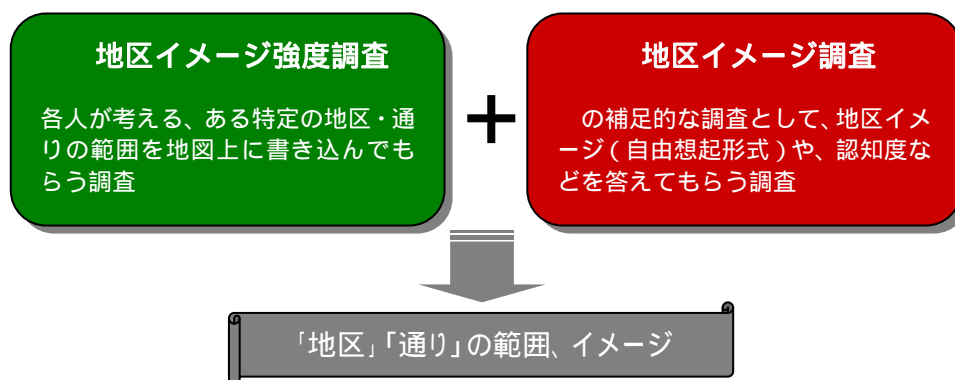 地区イメージ強度調査
各人が考える、ある特定の地区・通
りの範囲を地図上に書き込んでも
らう調査
+
地区イメージ調査
の補足的な調査として、地区イメ
ージ(自由想起形式)や、認知度な
どを答えてもらう調査
「地区」「通り」の範囲、イメージ